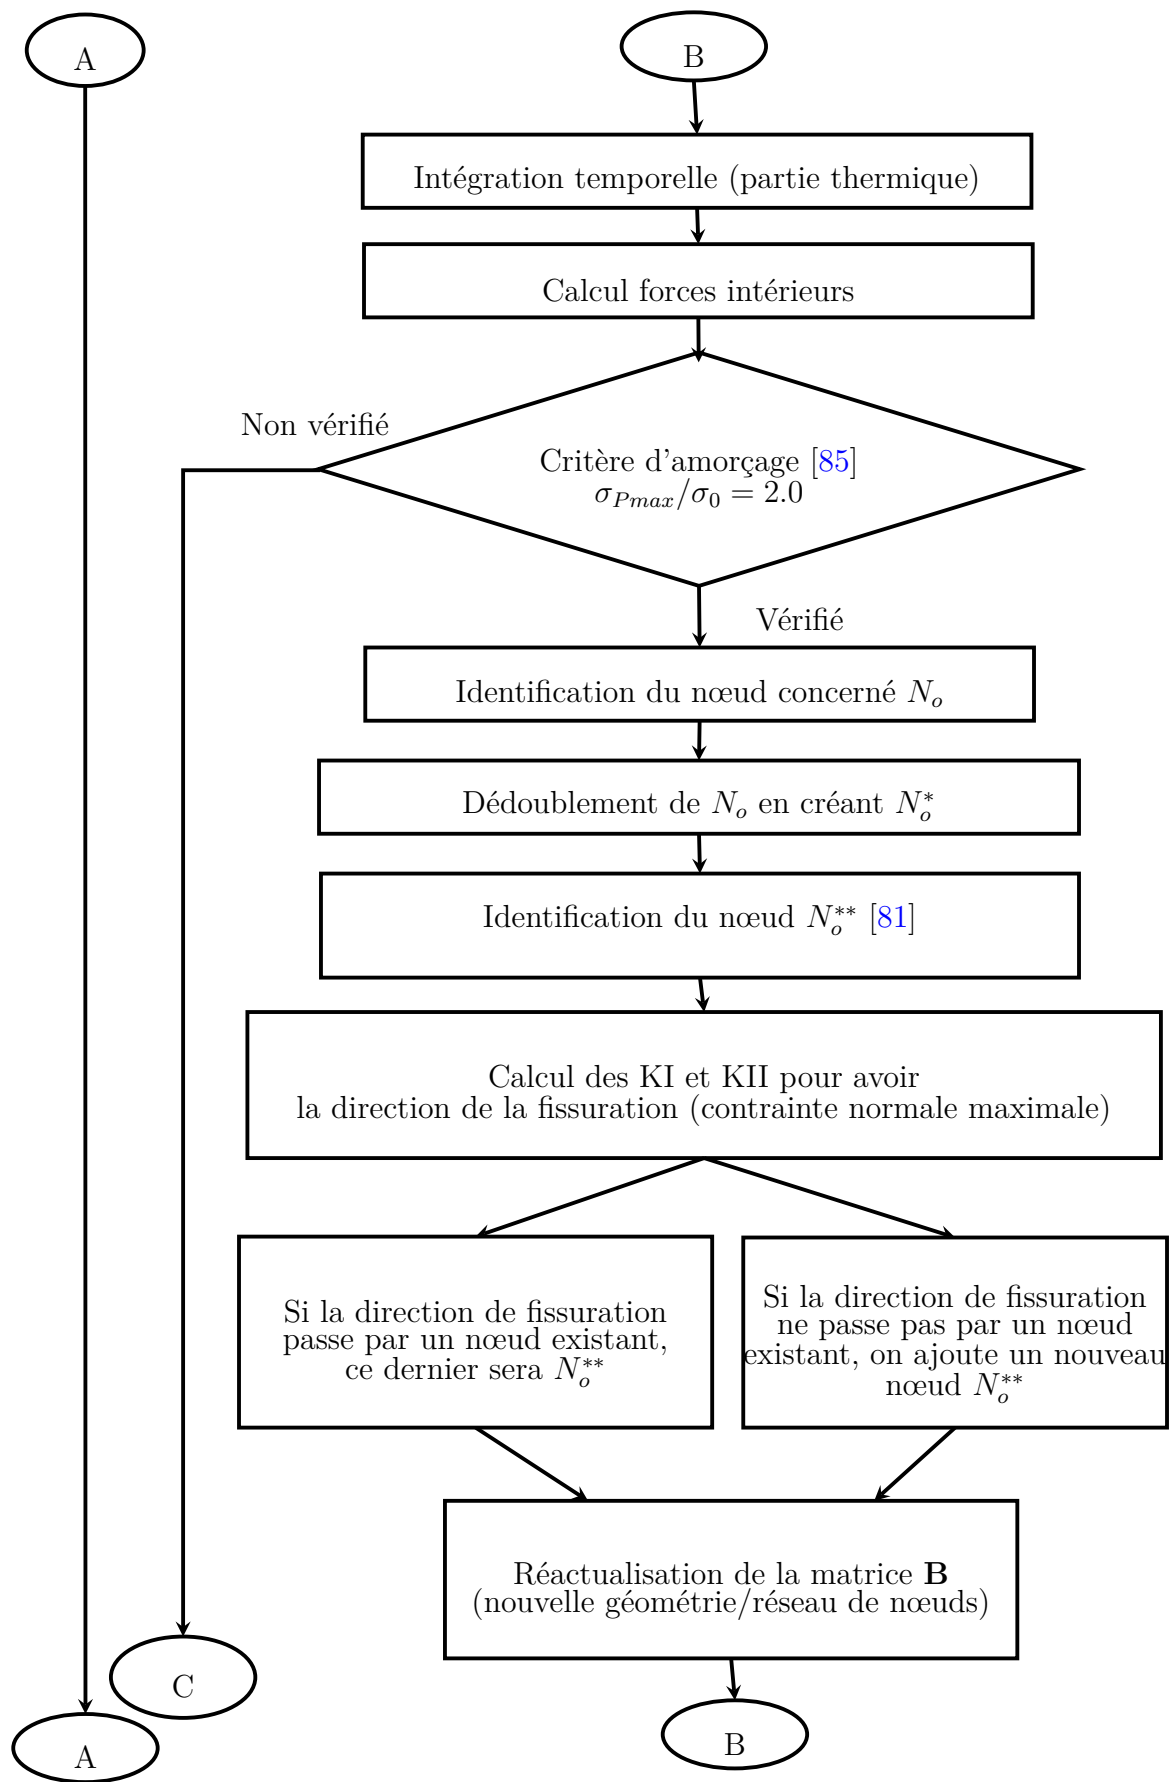 A
B
Intégration temporelle (partie thermique)
Calcul forces intérieurs
Non vérifié
Critère d'amorçage [85]
$\sigma_{Pmax}/\sigma_0 = 2.0$
Vérifié
Identification du nœud concerné $N_o$
Dédoublement de $N_o$ en créant $N_o^*$
Identification du nœud $N_o^{**}$ [81]
Calcul des KI et KII pour avoir
la direction de la fissuration (contrainte normale maximale)
Si la direction de fissuration
passe par un nœud existant,
ce dernier sera $N_o^{**}$
Si la direction de fissuration
ne passe pas par un nœud
existant, on ajoute un nouveau
nœud $N_o^{**}$
Réactualisation de la matrice B
(nouvelle géométrie/réseau de nœuds)
C
A
B